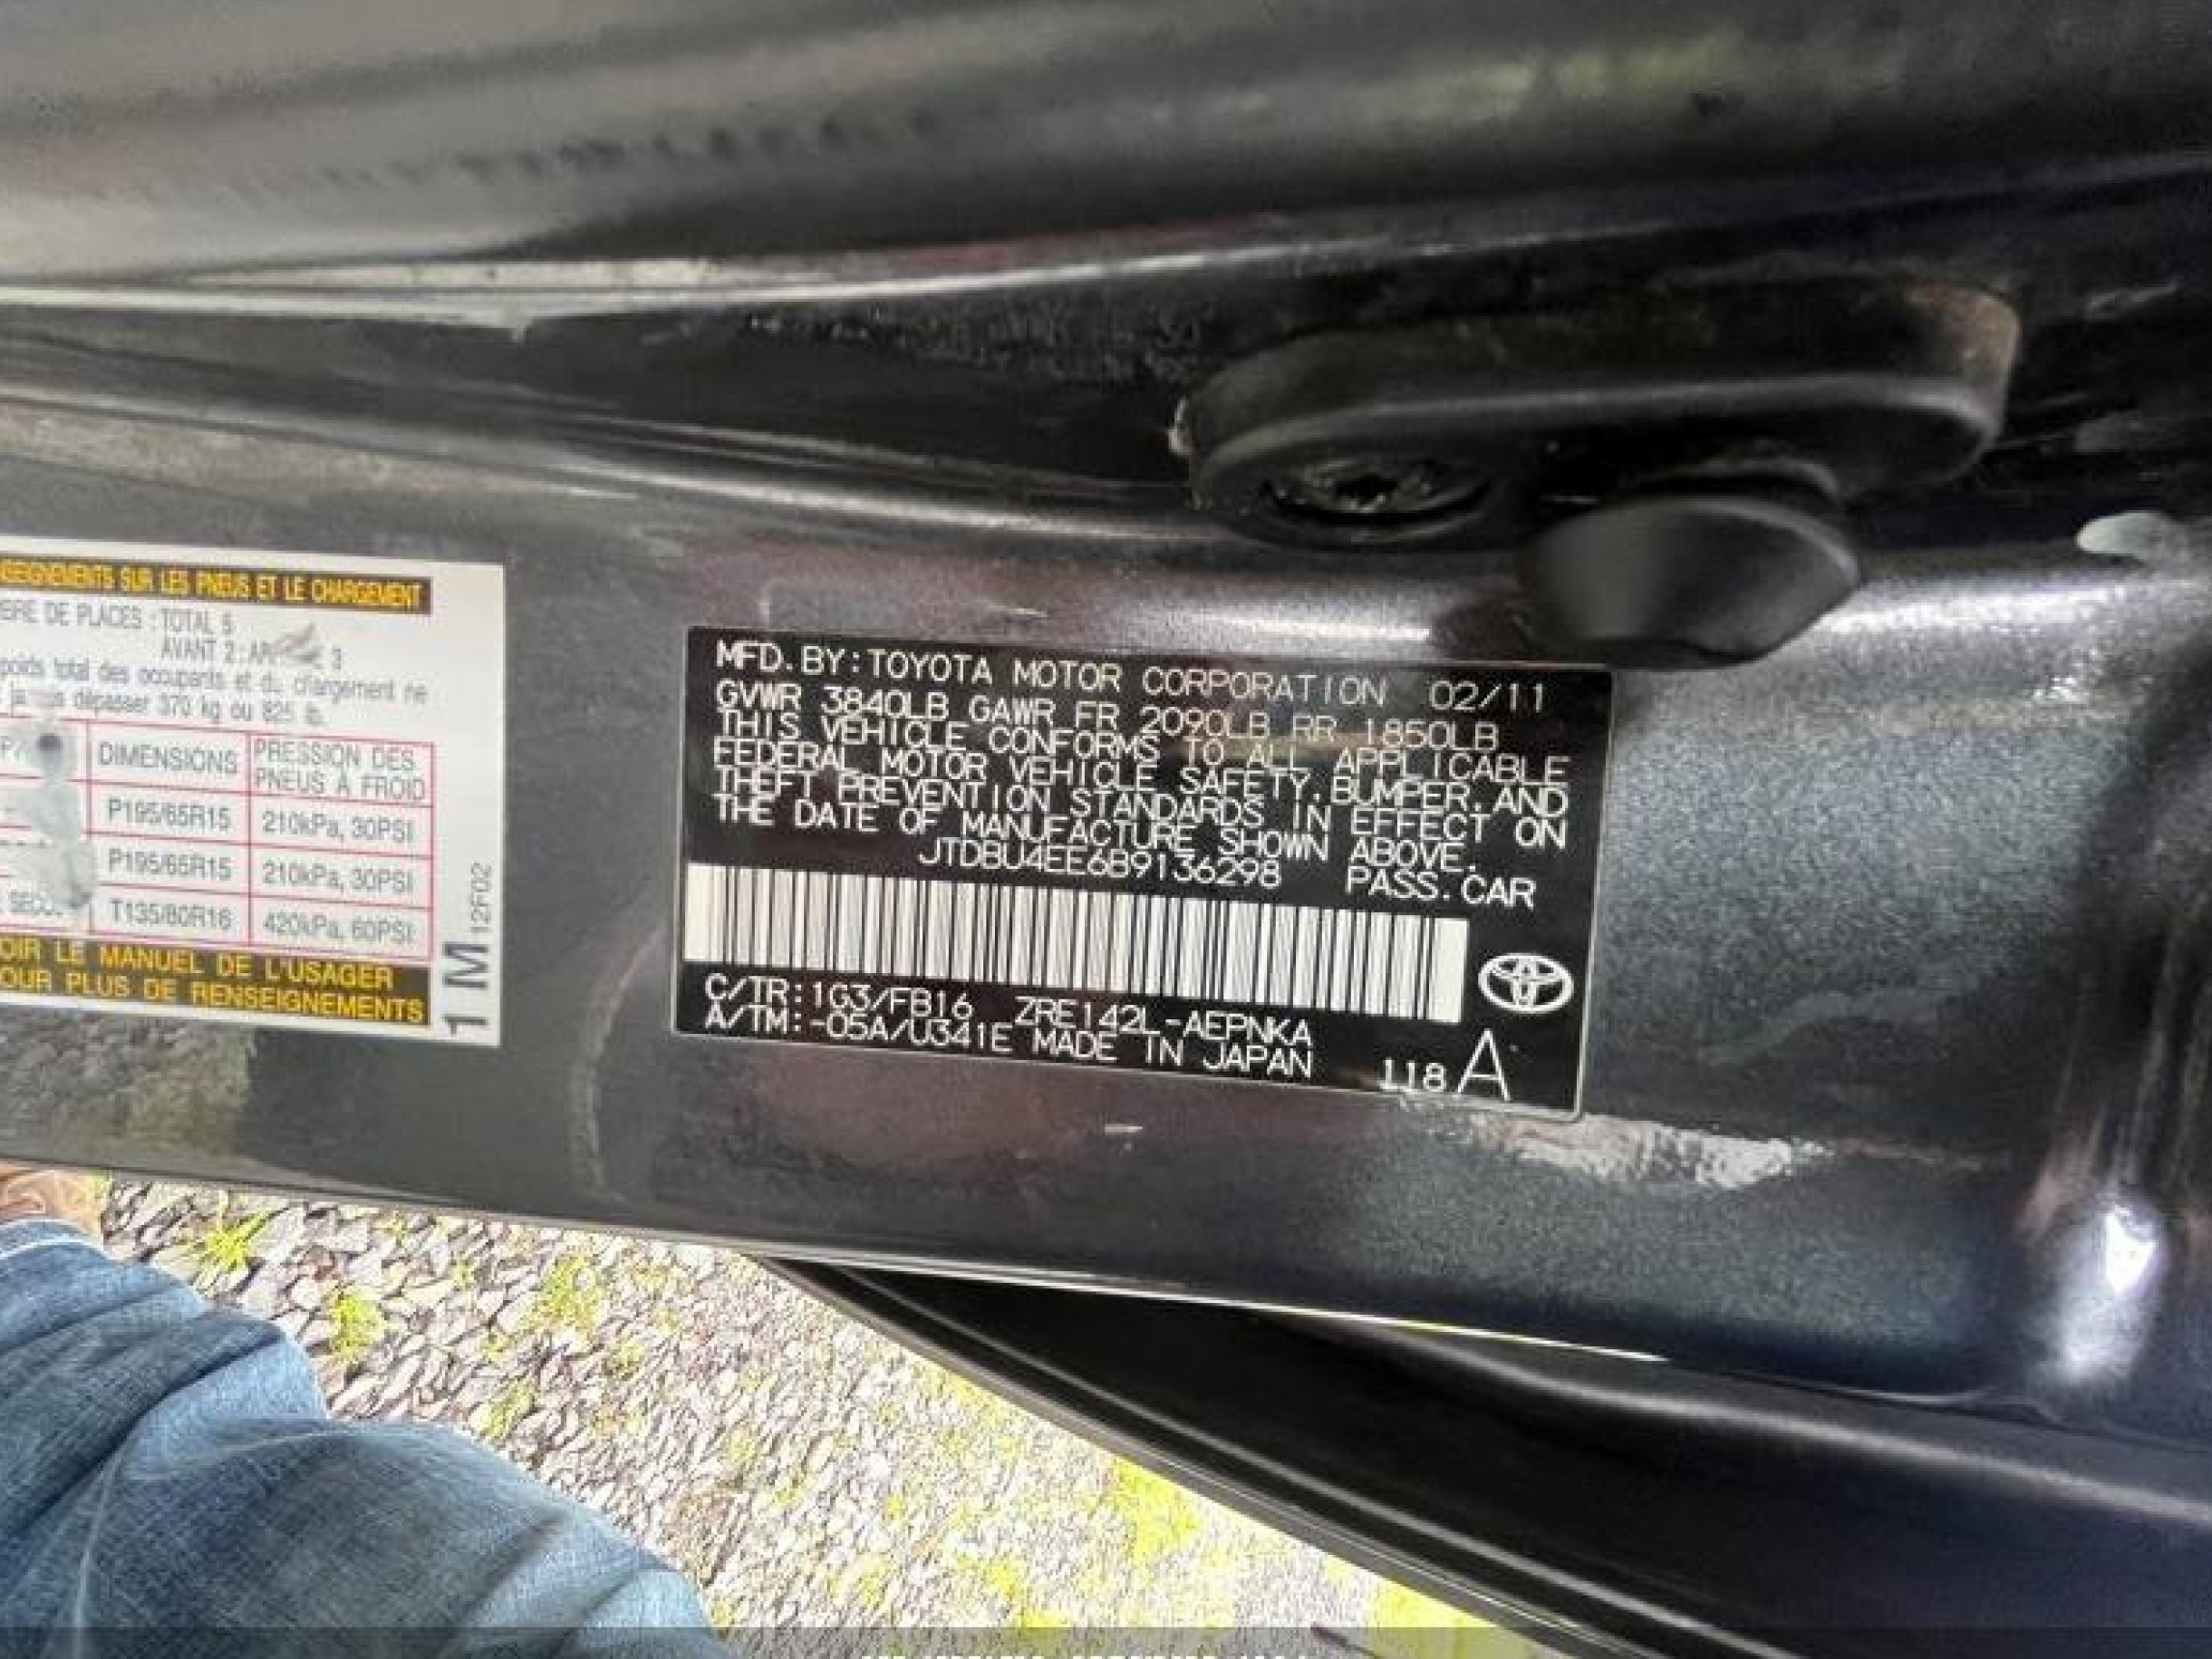 SUR LES PNEUS ET LE CHARGEMENT
DE PLACES : TOTAL 5
AVANT 2: 3
poids total des occupants et du chargement ne
dépasser 370 kg ou 825 lb.
DIMENSIONS
PRESSION DES
PNEUS À FROID
P195/65R15 210kPa, 30PSI
P195/65R15 210kPa, 30PSI
T135/80R16 420kPa, 60PSI
LE MANUEL DE L'USAGER
PLUS DE RENSEIGNEMENTS
1 M 12F02
MFD. BY: TOYOTA MOTOR CORPORATION 02/11
GVWR 3840LB GAWR FR 2090LB RR 1850LB
THIS VEHICLE CONFORMS TO ALL APPLICABLE
FEDERAL MOTOR VEHICLE SAFETY, BUMPER, AND
THEFT PREVENTION STANDARDS IN EFFECT ON
THE DATE OF MANUFACTURE SHOWN ABOVE.
JTDBU4EE6B9136298 PASS. CAR
C/TR: 1G3/FB16 ZRE142L-AEPNKA
A/TM: -05A/U341E MADE IN JAPAN
118 A